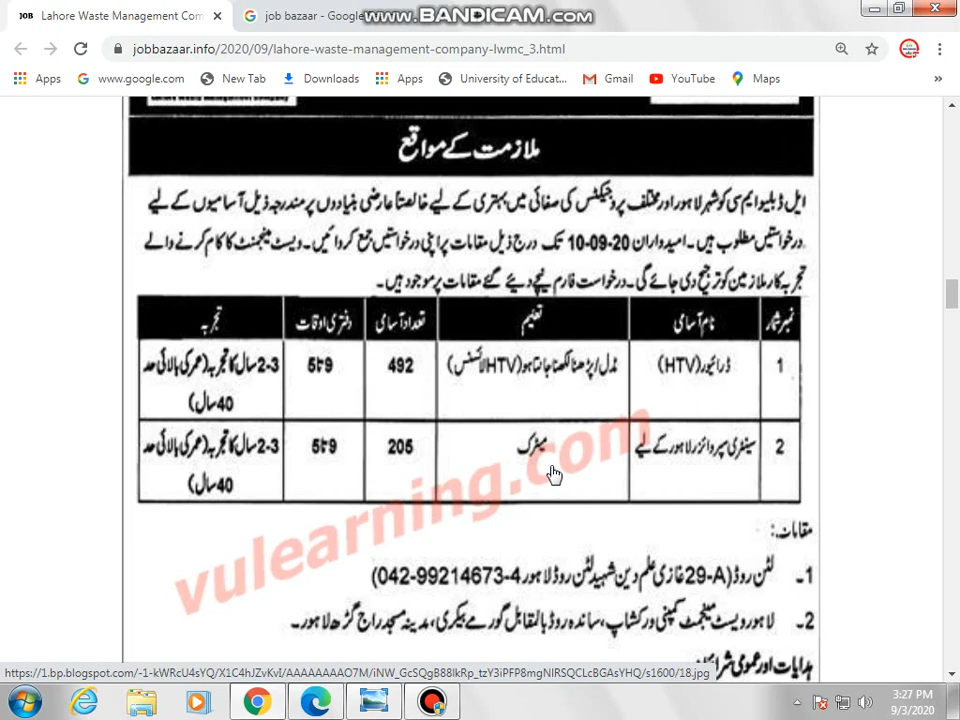 Lahore Waste Management Com
job bazaar - Google
WWW.BANDICAM.COM
jobbazaar.info/2020/09/lahore-waste-management-company-lwmc_3.html
Apps
www.google.com
New Tab
Downloads
Apps
University of Educat...
Gmail
YouTube
Maps
»
ملازمت کے مواقع
ایل ڈبلیو ایم سی کو شہر لاہور اور مختلف پروجیکٹس کی صفائی میں بہتری کے لیے خالصتاً عارضی بنیادوں پر مندرجہ ذیل آسامیوں کے لیے
درخواستیں مطلوب ہیں۔ امیدواران 20-09-10 تک درج ذیل مقامات پر اپنی درخواستیں جمع کروائیں۔ ویسٹ مینجمنٹ کا کام کرنے والے
تجربہ کار ملازمین کو ترجیح دی جائے گی۔ درخواست فارم نیچے دیئے گئے مقامات پر موجود ہیں۔
نمبر شمار نام آسامی تعلیم تعداد آسامی دفتری اوقات تجربہ
1 ڈرائیور (HTV) مڈل/پڑھنا لکھنا جانتا ہو (HTV لائسنس) 492 9 تا 5 2-3 سال کا تجربہ (عمر کی بالائی حد
40 سال)
2 سینٹری سپروائزر لاہور کے لیے میٹرک 205 9 تا 5 2-3 سال کا تجربہ (عمر کی بالائی حد
40 سال)
vulearning.com
مقامات:
1۔ لٹن روڈ (29-A غازی علم دین شہید لٹن روڈ لاہور 4-99214673-042)
2۔ لاہور ویسٹ مینجمنٹ کمپنی ورکشاپ، ساندہ روڈ بالمقابل گورمے بیکری، مدینہ مسجد راج گڑھ لاہور۔
ہدایات اور عمومی شرائط
https://1.bp.blogspot.com/-1-kWRcU4sYQ/X1C4hJZvKvI/AAAAAAAAO7M/iNW_GcSQgB88IkRp_tzY3iPFP8mgNIRSQCLcBGAsYHQ/s1600/18.jpg
3:27 PM
9/3/2020